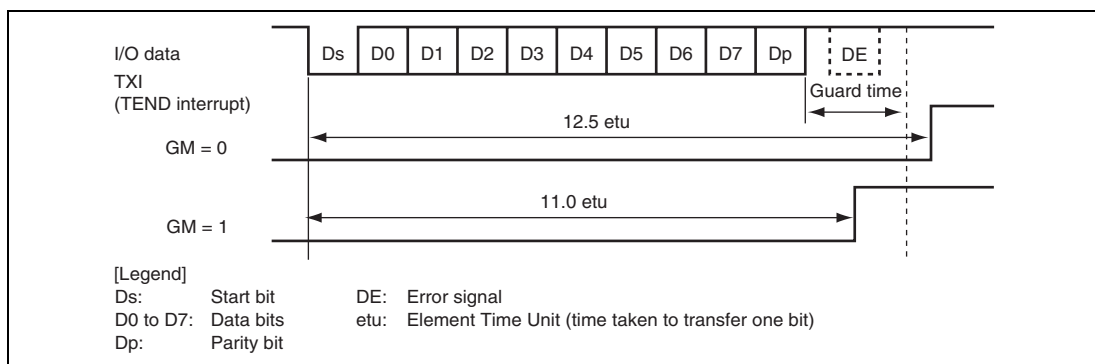 I/O data
Ds D0 D1 D2 D3 D4 D5 D6 D7 Dp DE
TXI
(TEND interrupt)
Guard time
12.5 etu
GM = 0
11.0 etu
GM = 1
[Legend]
Ds: Start bit DE: Error signal
D0 to D7: Data bits etu: Element Time Unit (time taken to transfer one bit)
Dp: Parity bit